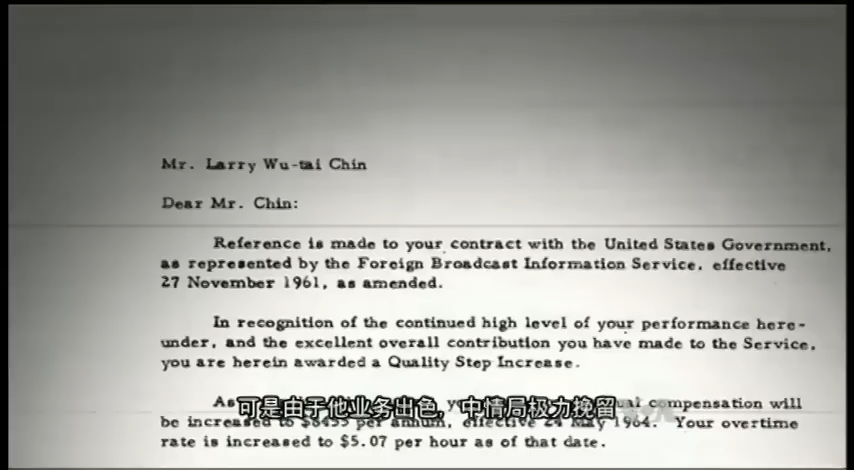 Mr. Larry Wu-tai Chin
Dear Mr. Chin:
Reference is made to your contract with the United States Government,
as represented by the Foreign Broadcast Information Service, effective
27 November 1961, as amended.
In recognition of the continued high level of your performance here-
under, and the excellent overall contribution you have made to the Service,
you are herein awarded a Quality Step Increase.
As compensation will
可是由于他业务出色，中情局极力挽留
be increased to per annum, effective 24 May 1964. Your overtime
rate is increased to $5.07 per hour as of that date.